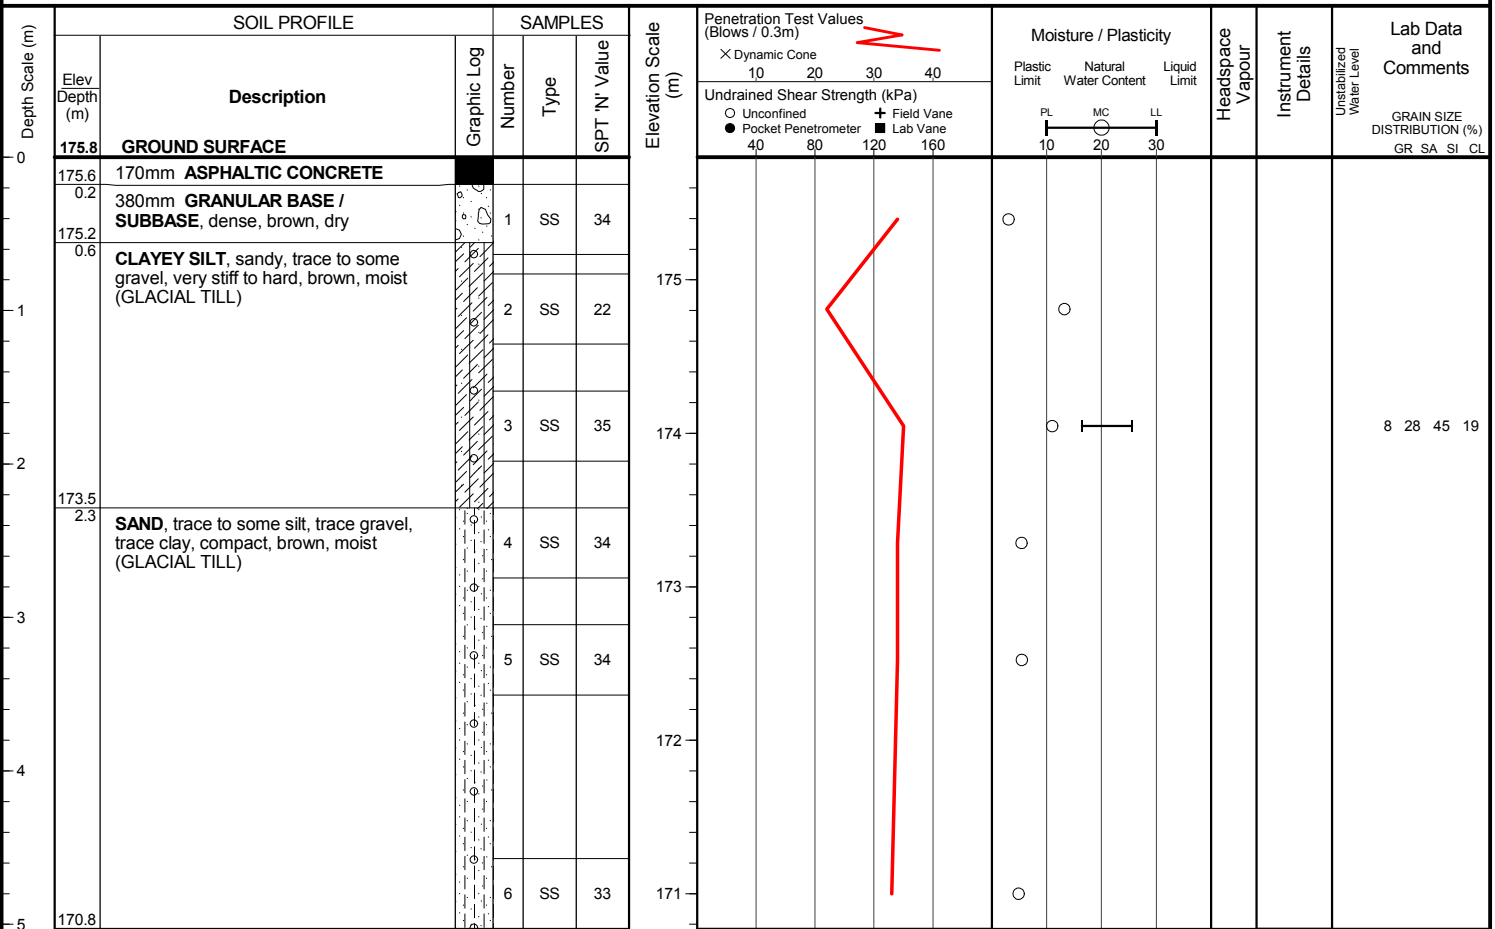 SOIL PROFILE
SAMPLES
Penetration Test Values
(Blows / 0.3m)
× Dynamic Cone
10 20 30 40
Undrained Shear Strength (kPa)
Unconfined Field Vane
Pocket Penetrometer Lab Vane
40 80 120 160
Moisture / Plasticity
Plastic Limit
Natural Water Content
Liquid Limit
PL MC LL
10 20 30
Lab Data
and
Comments
GRAIN SIZE
DISTRIBUTION (%)
GR SA SI CL
Depth Scale (m)
Elev
Depth
(m)
Description
Graphic Log
Number
Type
SPT 'N' Value
Elevation Scale
(m)
Headspace
Vapour
Instrument
Details
Unstabilized
Water Level
175.8 GROUND SURFACE
0
175.6 170mm ASPHALTIC CONCRETE
0.2
380mm GRANULAR BASE /
SUBBASE, dense, brown, dry
1 SS 34
175.2
0.6
CLAYEY SILT, sandy, trace to some
gravel, very stiff to hard, brown, moist
(GLACIAL TILL)
175
1
2 SS 22
3 SS 35
174
8 28 45 19
2
173.5
2.3
SAND, trace to some silt, trace gravel,
trace clay, compact, brown, moist
(GLACIAL TILL)
4 SS 34
173
3
5 SS 34
172
4
6 SS 33
171
170.8
5